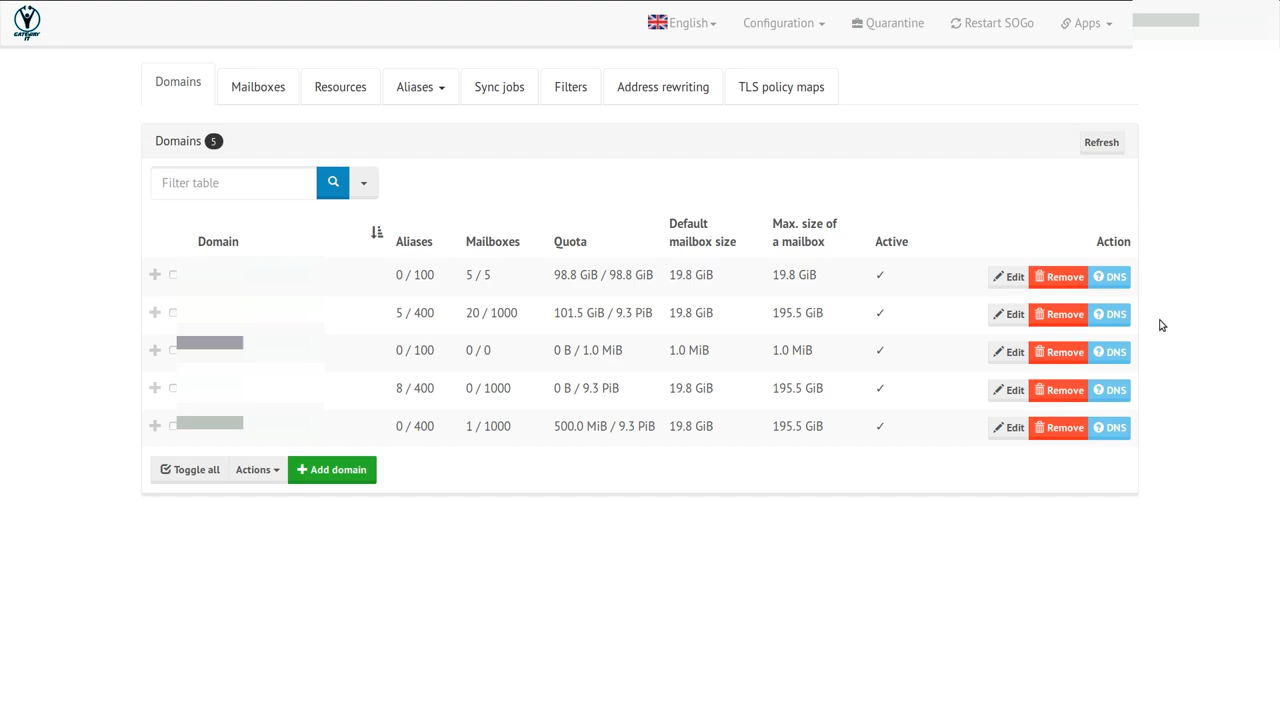 GATEWAY
IT
English
Configuration
Quarantine
Restart SOGo
Apps
Domains
Mailboxes
Resources
Aliases
Sync jobs
Filters
Address rewriting
TLS policy maps
Domains 5
Refresh
Filter table
Domain Aliases Mailboxes Quota Default mailbox size Max. size of a mailbox Active Action
0 / 100 5 / 5 98.8 GiB / 98.8 GiB 19.8 GiB 19.8 GiB ✓ Edit Remove DNS
5 / 400 20 / 1000 101.5 GiB / 9.3 PiB 19.8 GiB 195.5 GiB ✓ Edit Remove DNS
0 / 100 0 / 0 0 B / 1.0 MiB 1.0 MiB 1.0 MiB ✓ Edit Remove DNS
8 / 400 0 / 1000 0 B / 9.3 PiB 19.8 GiB 195.5 GiB ✓ Edit Remove DNS
0 / 400 1 / 1000 500.0 MiB / 9.3 PiB 19.8 GiB 195.5 GiB ✓ Edit Remove DNS
Toggle all Actions Add domain